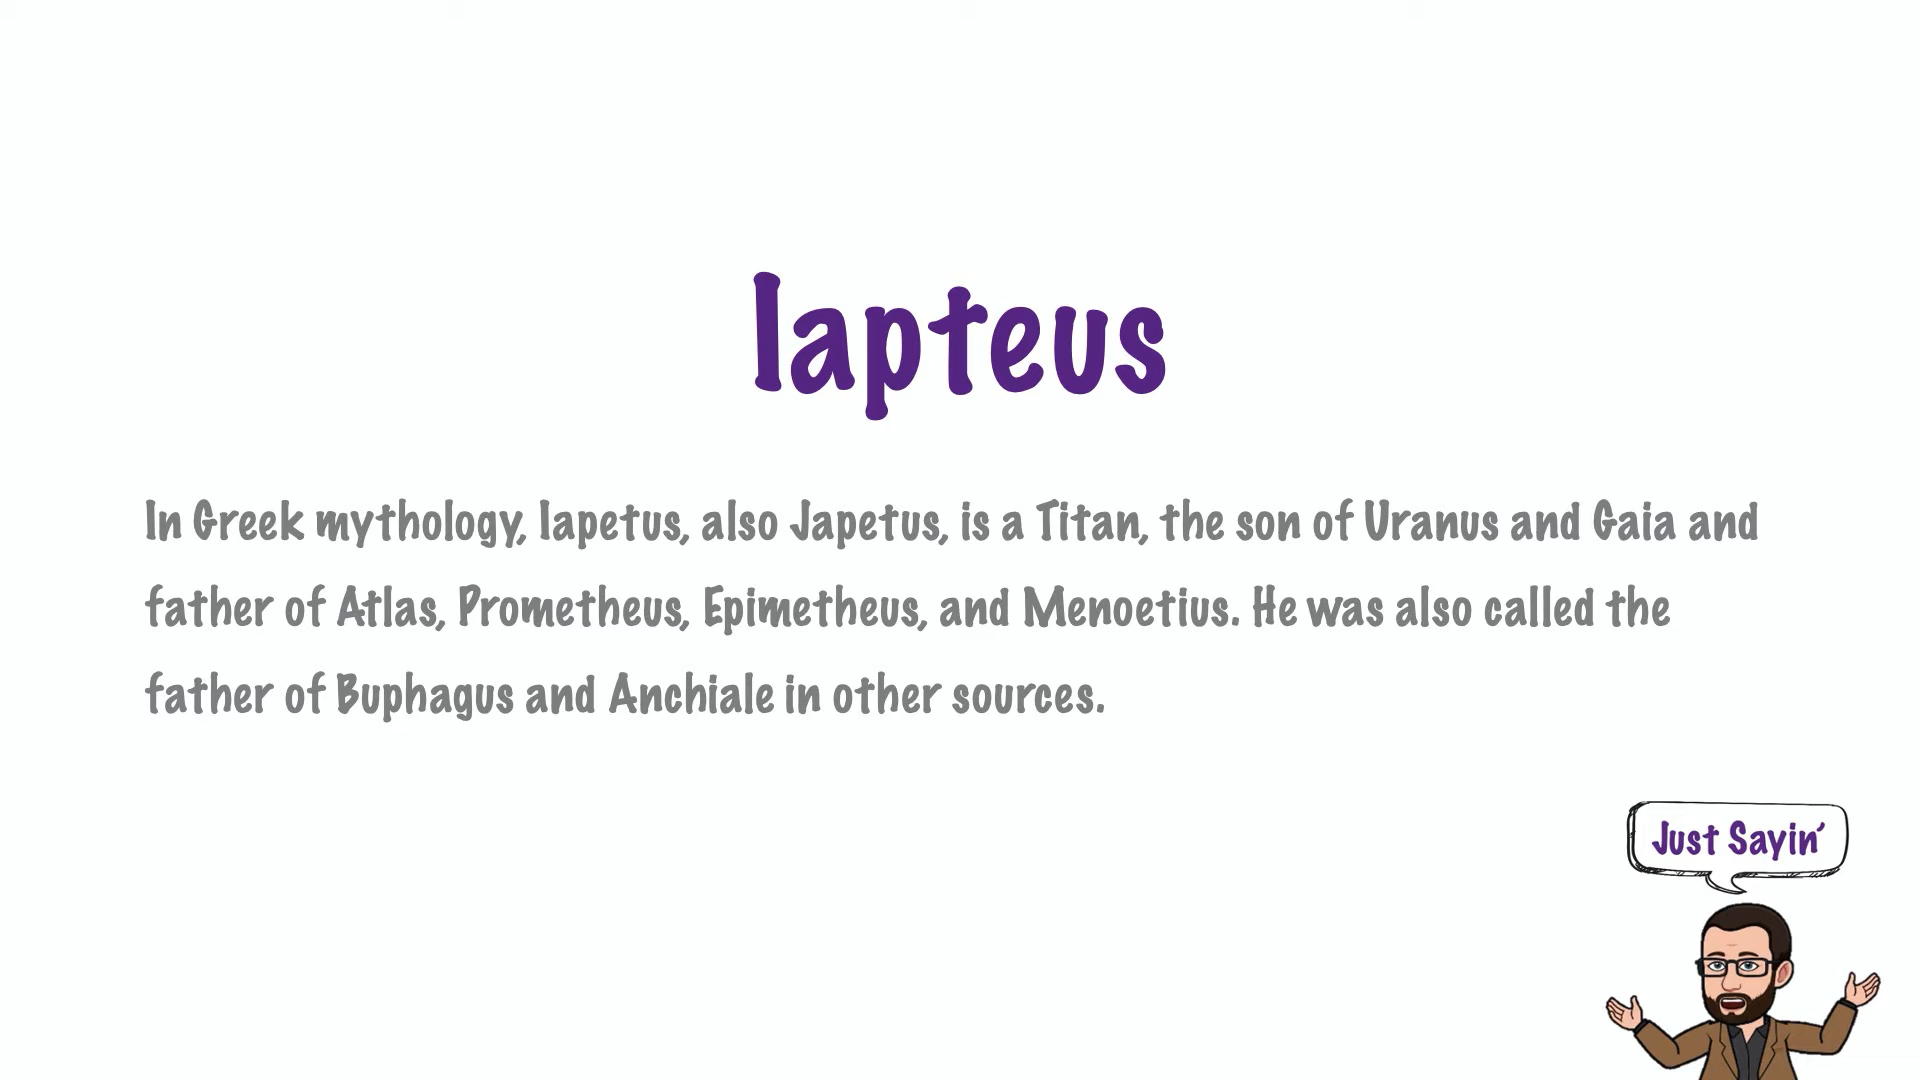 Iapteus
In Greek mythology, Iapetus, also Japetus, is a Titan, the son of Uranus and Gaia and
father of Atlas, Prometheus, Epimetheus, and Menoetius. He was also called the
father of Buphagus and Anchiale in other sources.
Just Sayin'